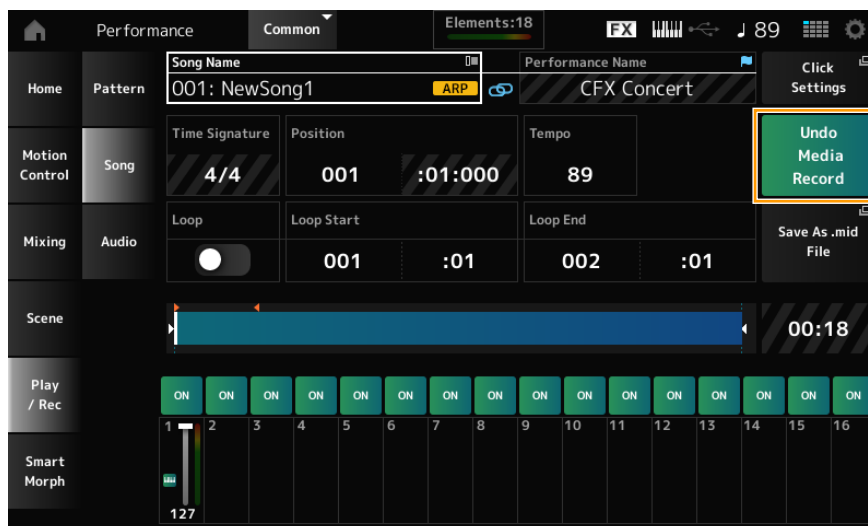 Performance
Common
Elements:18
FX
♩ 89
Home
Pattern
Song Name
001: NewSong1
ARP
Performance Name
CFX Concert
Click
Settings
Motion
Control
Song
Time Signature
4/4
Position
001
:01:000
Tempo
89
Undo
Media
Record
Mixing
Audio
Loop
Loop Start
001
:01
Loop End
002
:01
Save As .mid
File
Scene
00:18
Play
/ Rec
ON ON ON ON ON ON ON ON ON ON ON ON ON ON ON ON
1 2 3 4 5 6 7 8 9 10 11 12 13 14 15 16
Smart
Morph
127